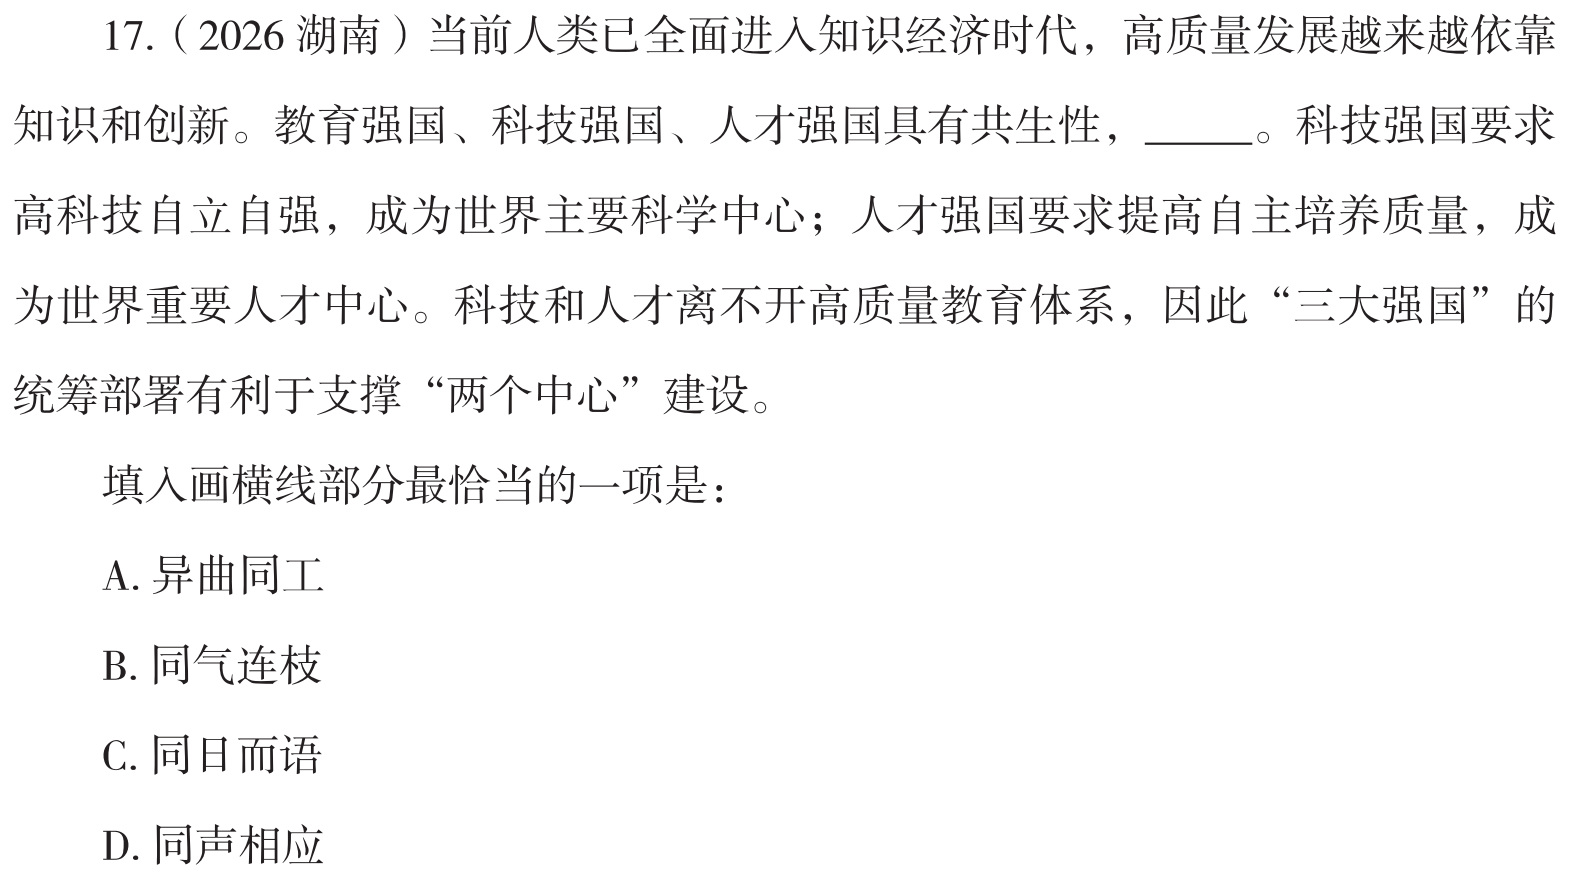 17.（2026 湖南）当前人类已全面进入知识经济时代，高质量发展越来越依靠
知识和创新。教育强国、科技强国、人才强国具有共生性，_____。科技强国要求
高科技自立自强，成为世界主要科学中心；人才强国要求提高自主培养质量，成
为世界重要人才中心。科技和人才离不开高质量教育体系，因此“三大强国”的
统筹部署有利于支撑“两个中心”建设。
填入画横线部分最恰当的一项是：
A. 异曲同工
B. 同气连枝
C. 同日而语
D. 同声相应